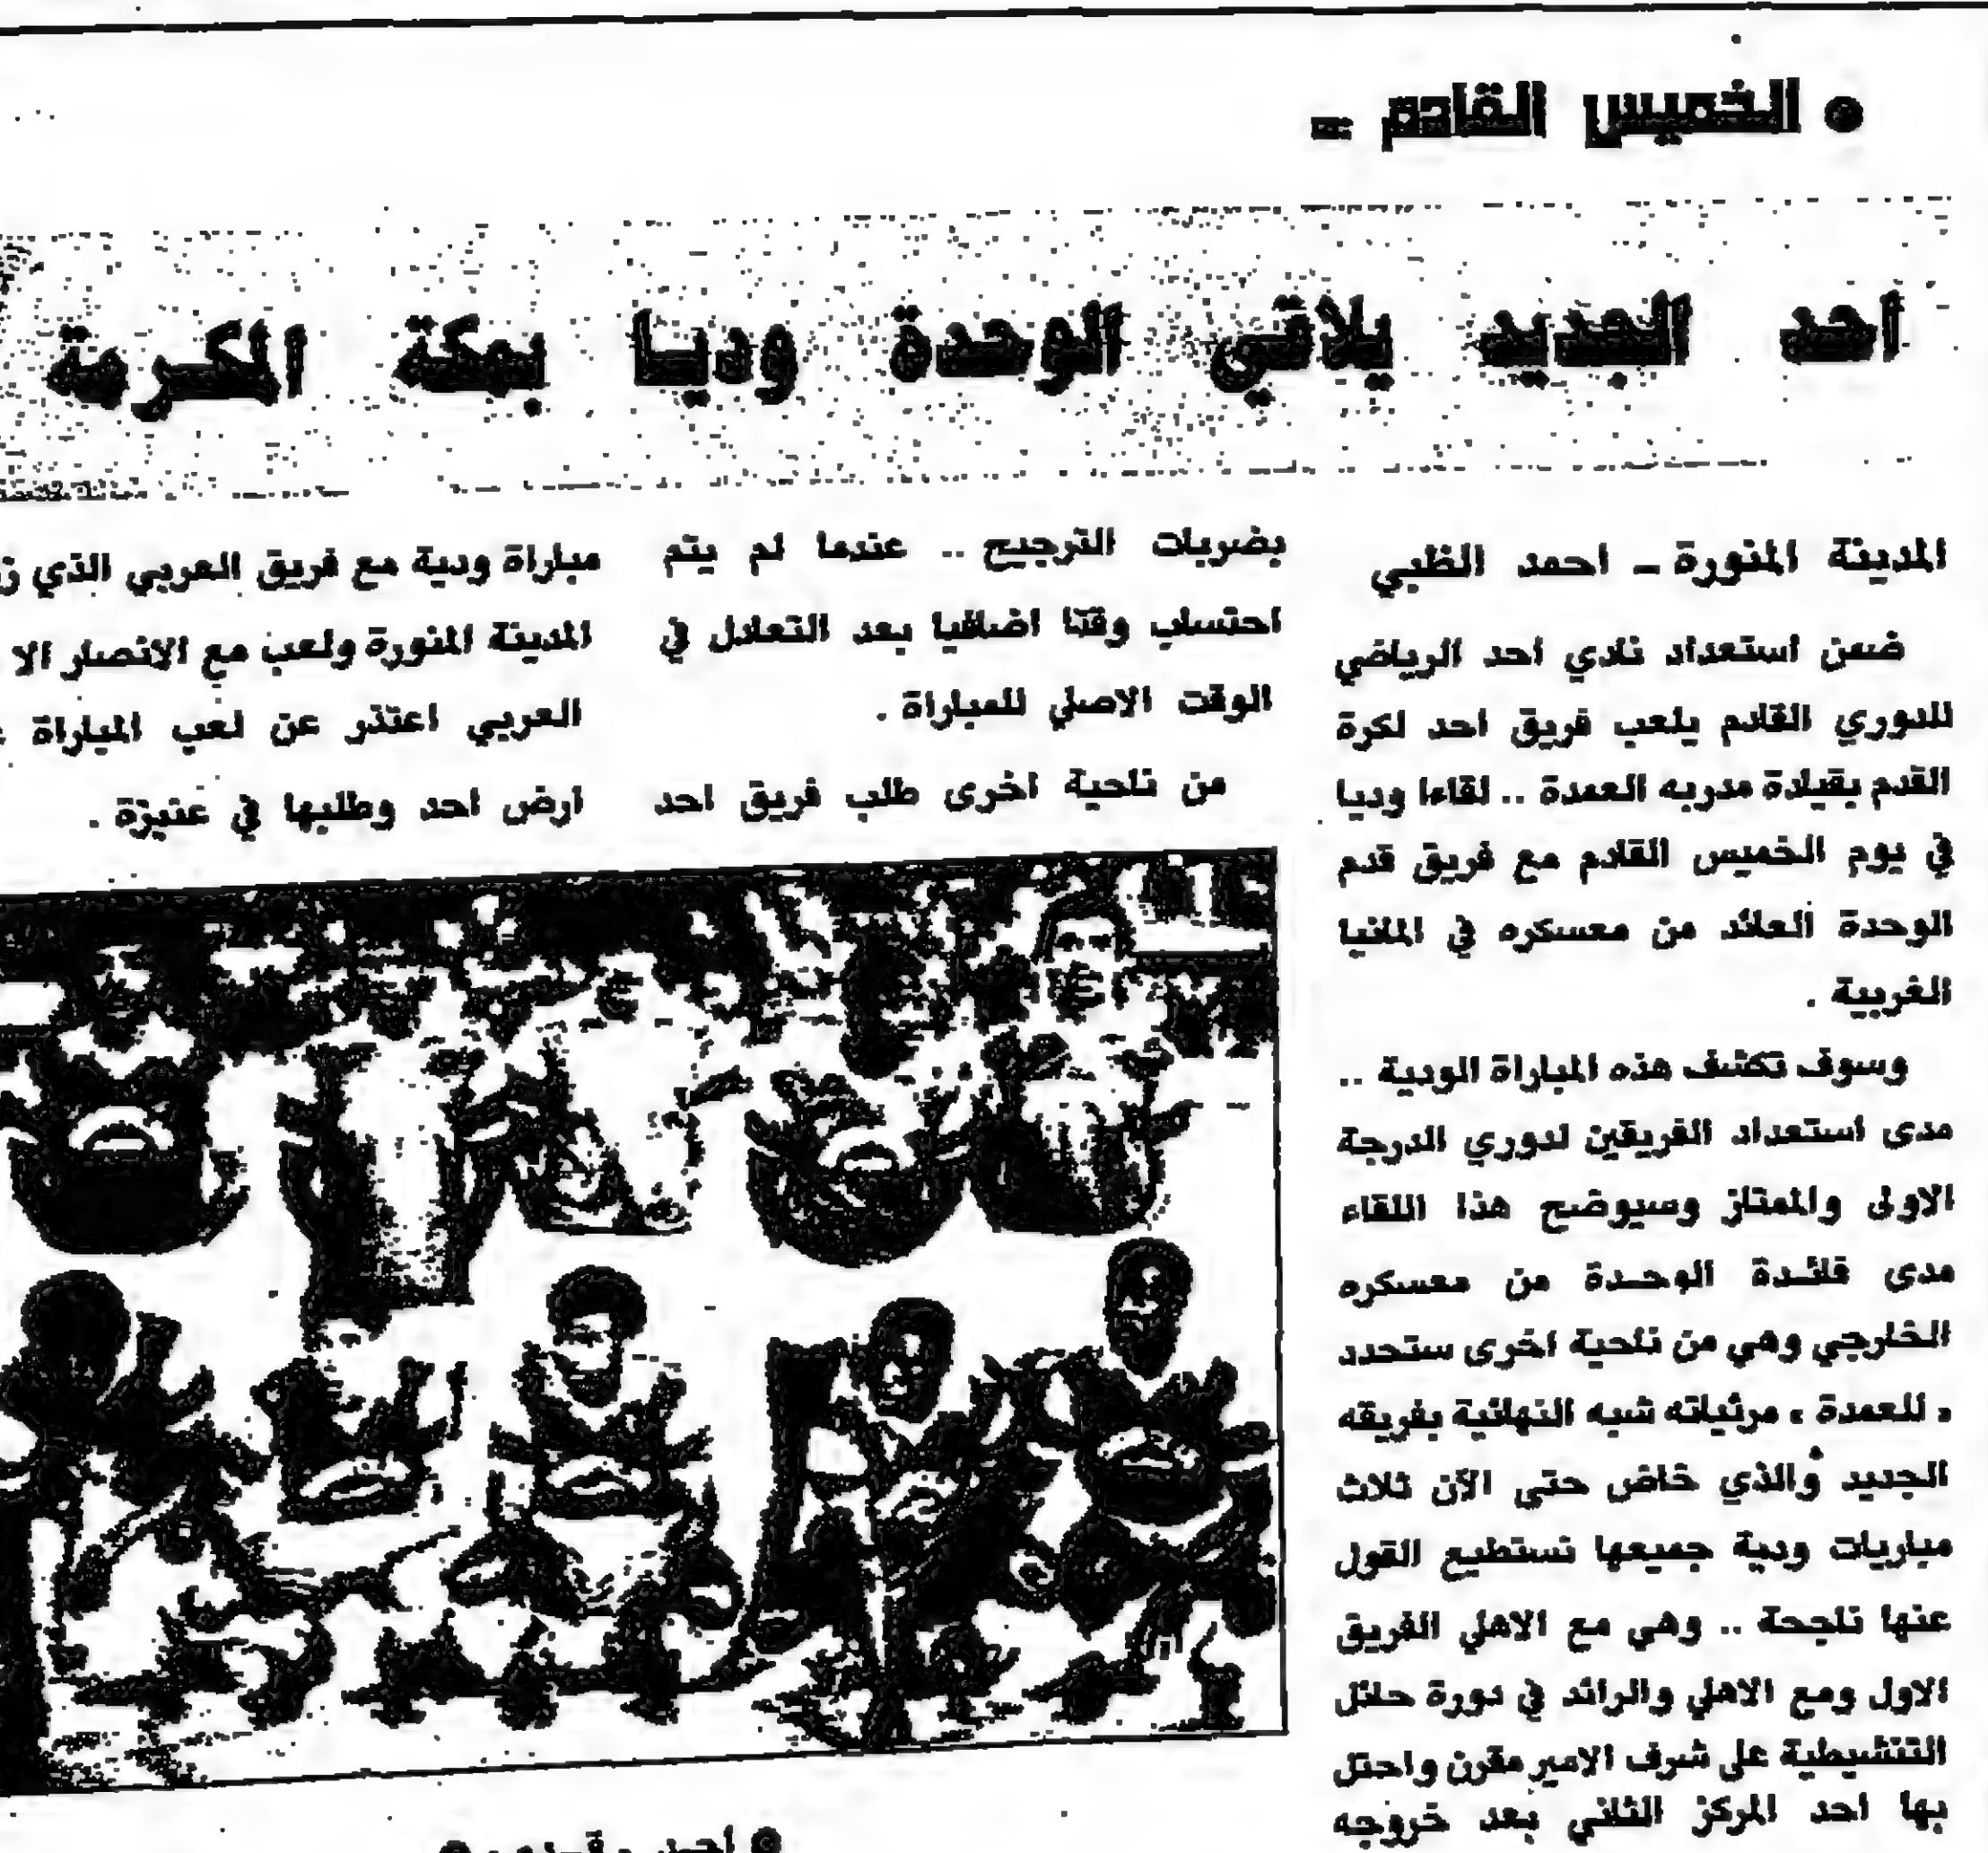 ● الخميس القادم ـ
احد الجديد يلاقي الوحدة وديا بمكة المكرمة
المدينة المنورة ـ احمد الظبي
ضمن استعداد نادي احد الرياضي
للدوري القادم يلعب فريق احد لكرة
القدم بقيادة مدربه العمدة .. لقاءا وديا
في يوم الخميس القادم مع فريق قدم
الوحدة العائد من معسكره في المانيا
الغربية .
وسوف تكشف هذه المباراة الودية ..
مدى استعداد الفريقين لدوري الدرجة
الاولى والممتاز وسيوضح هذا اللقاء
مدى فائدة الوحدة من معسكره
الخارجي وهي من ناحية اخرى ستحدد
« للعمدة » مرئياته شبه النهائية بفريقه
الجديد والذي خاض حتى الآن ثلاث
مباريات ودية جميعها نستطيع القول
عنها ناجحة .. وهي مع الاهلي الفريق
الاول ومع الاهلي والرائد في دورة حائل
التنشيطية على شرف الامير مقرن واحتل
بها احد المركز الثاني بعد خروجه
بضربات الترجيح .. عندما لم يتم
احتساب وقتا اضافيا بعد التعادل في
الوقت الاصلي للمباراة .
من ناحية اخرى طلب فريق احد
مباراة ودية مع فريق العربي الذي
المدينة المنورة ولعب مع الانصار الا
العربي اعتذر عن لعب المباراة
ارض احد وطلبها في عنيزة .